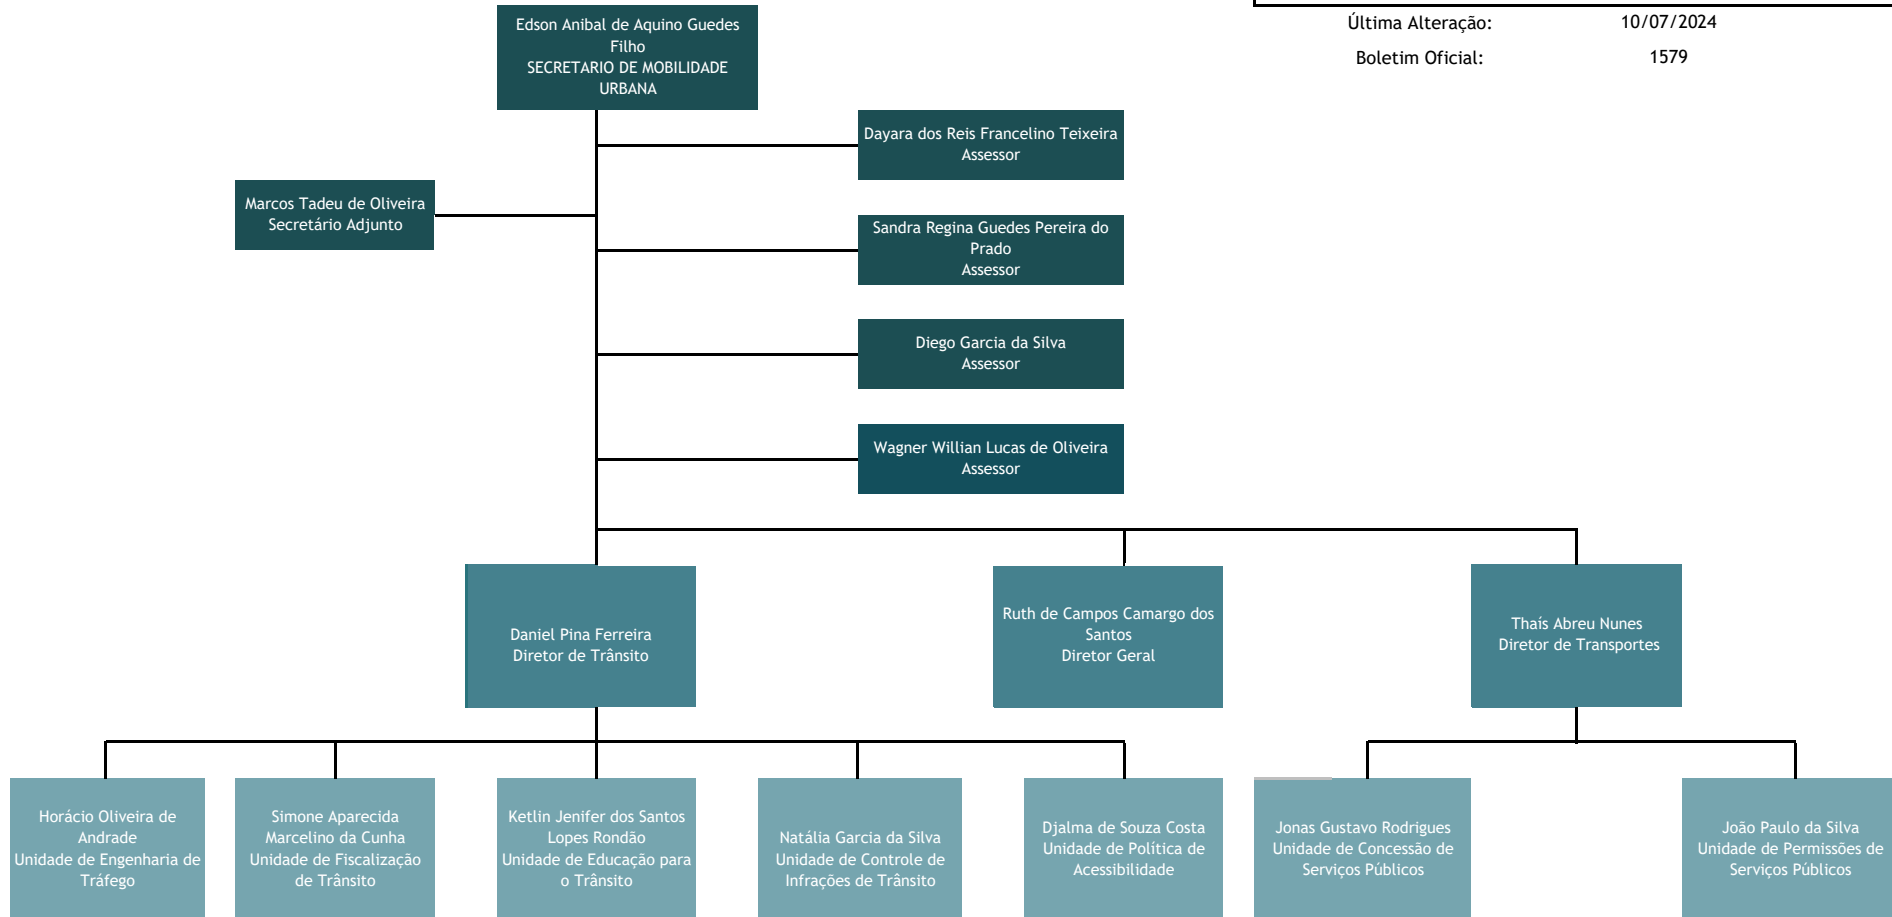 Edson Anibal de Aquino Guedes
Filho
SECRETARIO DE MOBILIDADE
URBANA
Última Alteração: 10/07/2024
Boletim Oficial: 1579
Dayara dos Reis Francelino Teixeira
Assessor
Marcos Tadeu de Oliveira
Secretário Adjunto
Sandra Regina Guedes Pereira do
Prado
Assessor
Diego Garcia da Silva
Assessor
Wagner Willian Lucas de Oliveira
Assessor
Daniel Pina Ferreira
Diretor de Trânsito
Ruth de Campos Camargo dos
Santos
Diretor Geral
Thaís Abreu Nunes
Diretor de Transportes
Horácio Oliveira de
Andrade
Unidade de Engenharia de
Tráfego
Simone Aparecida
Marcelino da Cunha
Unidade de Fiscalização
de Trânsito
Ketlin Jenifer dos Santos
Lopes Rondão
Unidade de Educação para
o Trânsito
Natália Garcia da Silva
Unidade de Controle de
Infrações de Trânsito
Djalma de Souza Costa
Unidade de Política de
Acessibilidade
Jonas Gustavo Rodrigues
Unidade de Concessão de
Serviços Públicos
João Paulo da Silva
Unidade de Permissões de
Serviços Públicos